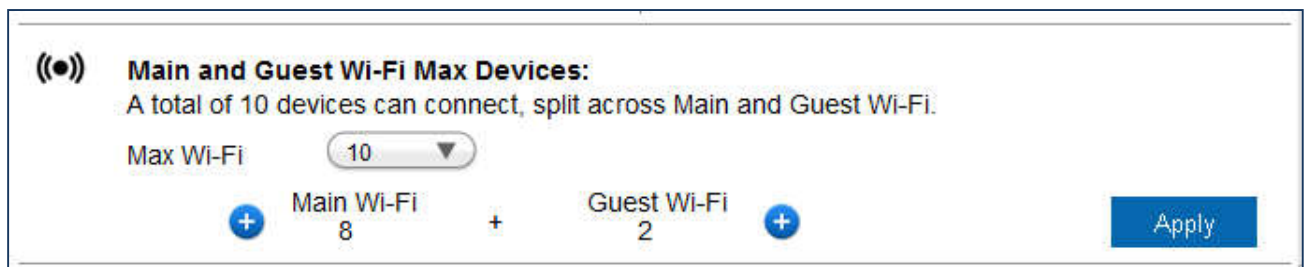 Main and Guest Wi-Fi Max Devices:
A total of 10 devices can connect, split across Main and Guest Wi-Fi.
Max Wi-Fi 10
Main Wi-Fi + Guest Wi-Fi
8 2
Apply